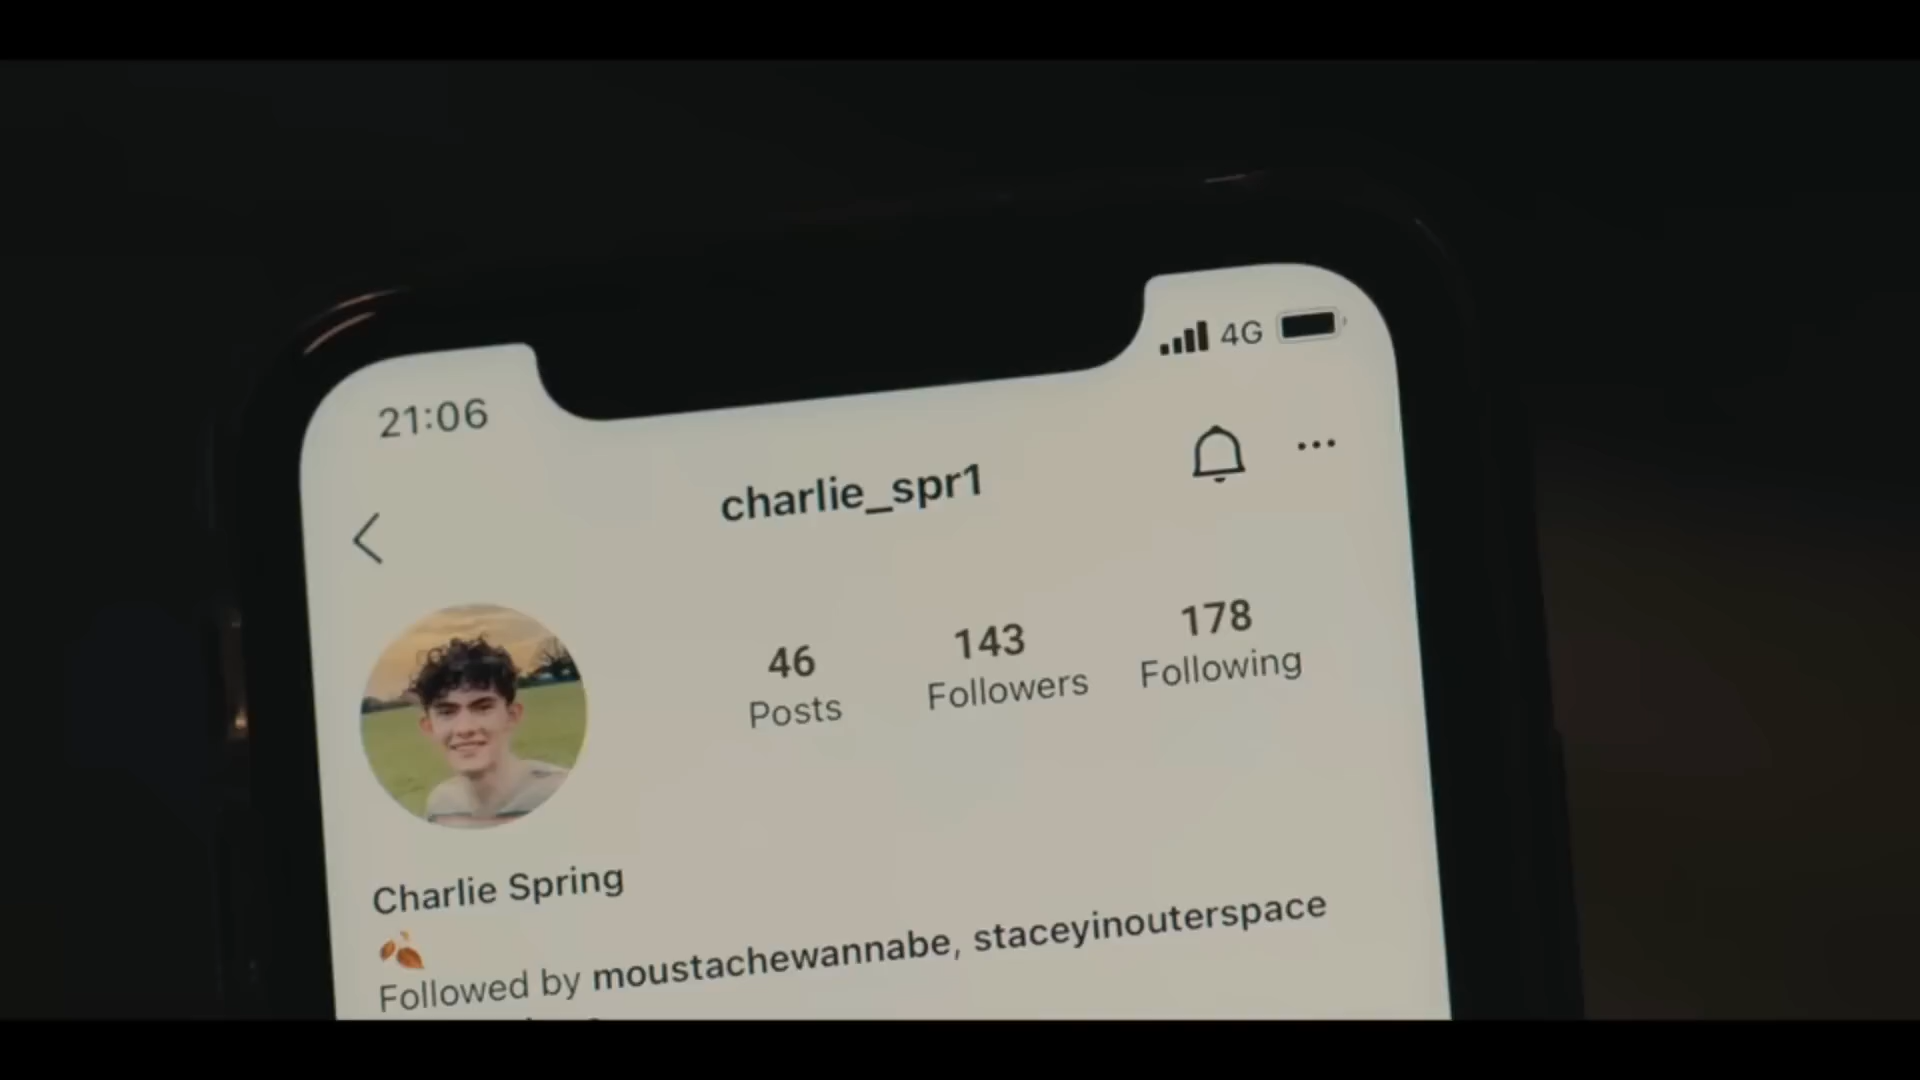 21:06
4G
charlie_spr1
46
Posts
143
Followers
178
Following
Charlie Spring
Followed by moustachewannabe, staceyinouterspace